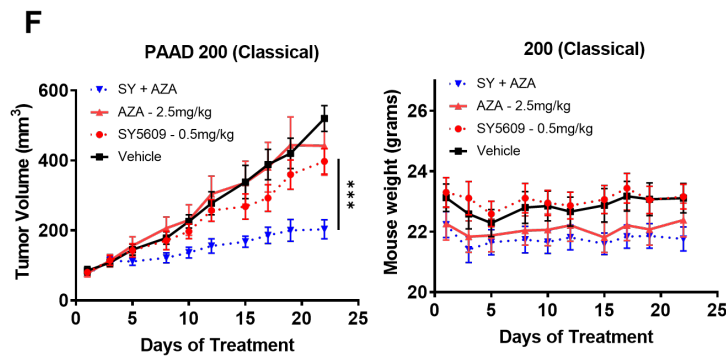 F
PAAD 200 (Classical)
SY + AZA
AZA - 2.5mg/kg
SY5609 - 0.5mg/kg
Vehicle
Tumor Volume (mm³)
600
400
200
0
0 5 10 15 20 25
Days of Treatment
***
200 (Classical)
SY + AZA
AZA - 2.5mg/kg
SY5609 - 0.5mg/kg
Vehicle
Mouse weight (grams)
26
24
22
20
0 5 10 15 20 25
Days of Treatment